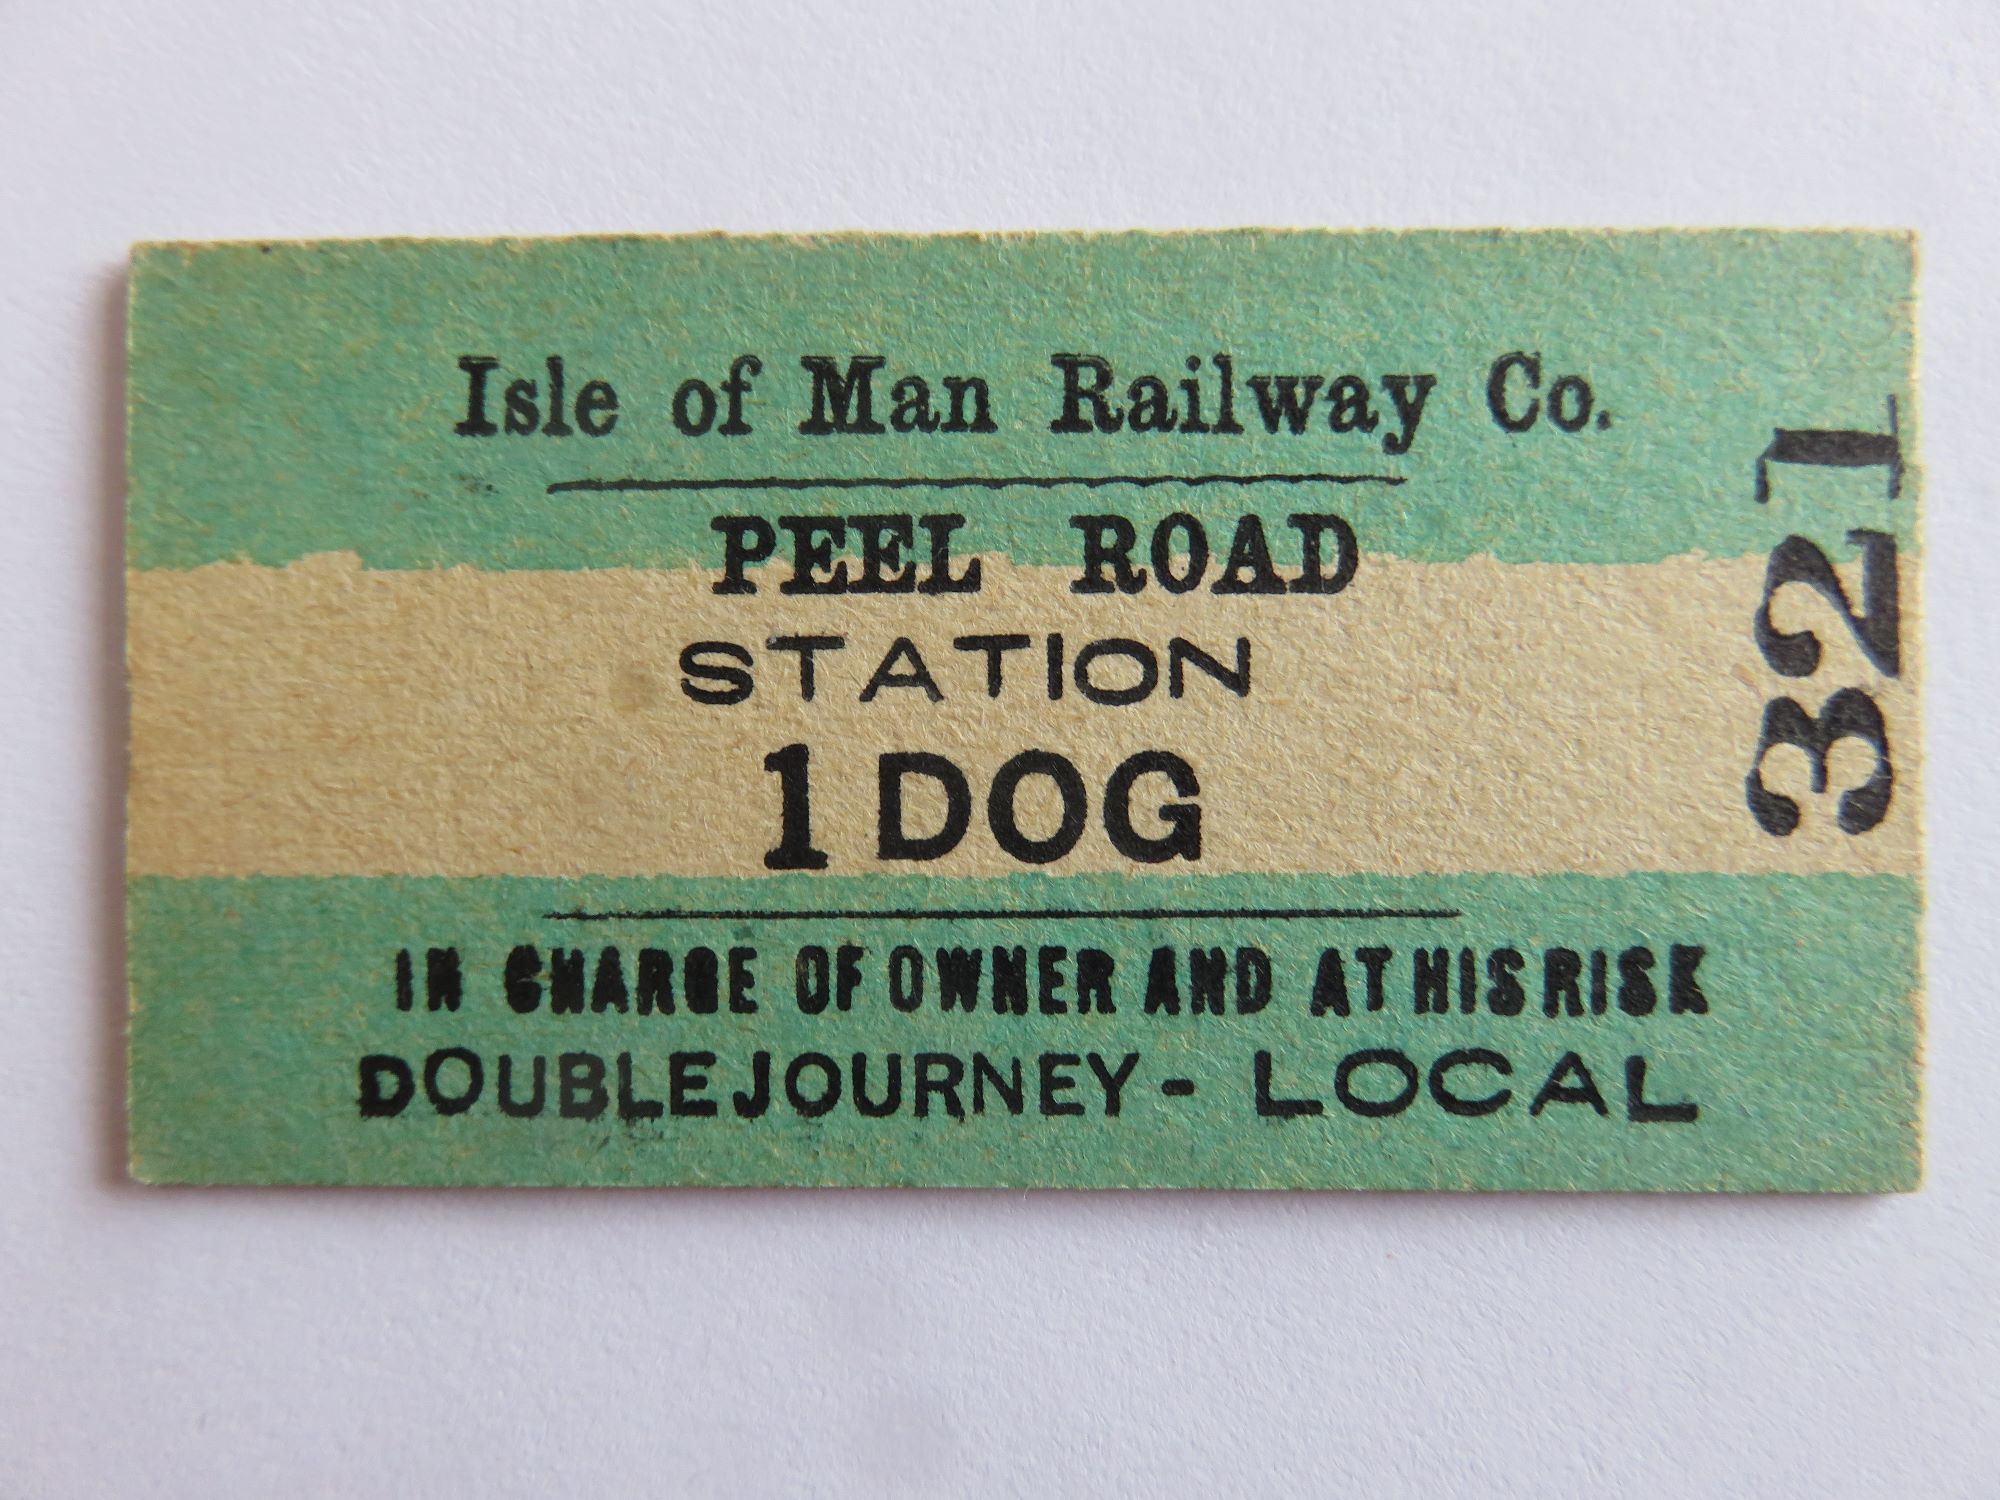 Isle of Man Railway Co.
PEEL ROAD
STATION
1 DOG
IN CHARGE OF OWNER AND AT HIS RISK
DOUBLE JOURNEY - LOCAL
321